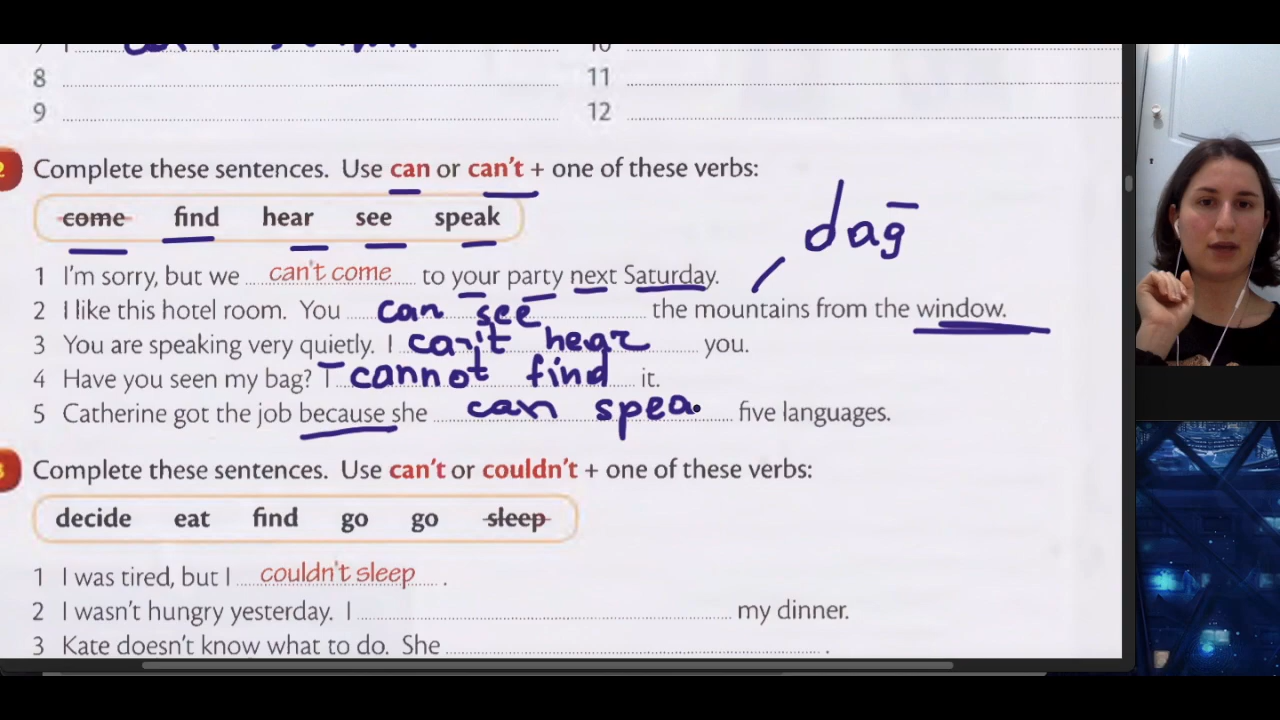 8
11
9
12
2 Complete these sentences. Use can or can't + one of these verbs:
come find hear see speak
dağ
1 I'm sorry, but we can't come to your party next Saturday.
2 I like this hotel room. You can see the mountains from the window.
3 You are speaking very quietly. I can't hear you.
4 Have you seen my bag? I cannot find it.
5 Catherine got the job because she can spea five languages.
3 Complete these sentences. Use can't or couldn't + one of these verbs:
decide eat find go go sleep
1 I was tired, but I couldn't sleep .
2 I wasn't hungry yesterday. I my dinner.
3 Kate doesn't know what to do. She .